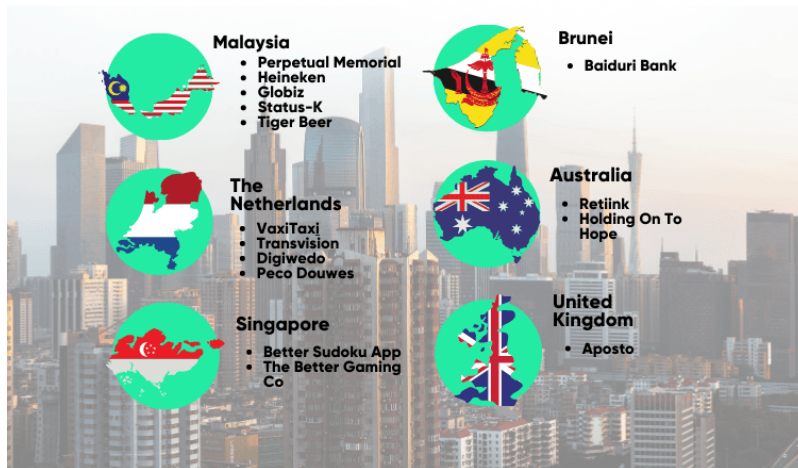 Malaysia
• Perpetual Memorial
• Heineken
• Globiz
• Status-K
• Tiger Beer
The
Netherlands
• VaxiTaxi
• Transvision
• Digiwedo
• Peco Douwes
Singapore
• Better Sudoku App
• The Better Gaming
Co
Brunei
• Baiduri Bank
Australia
• Retiink
• Holding On To
Hope
United
Kingdom
• Aposto